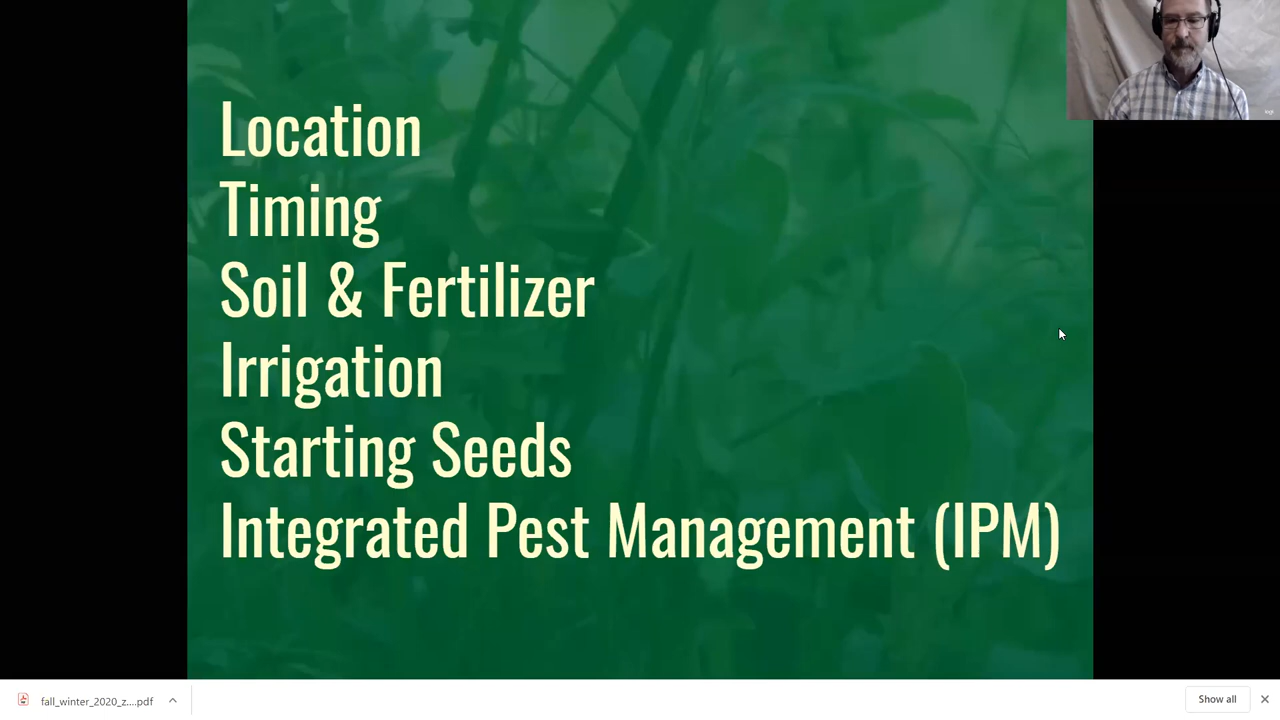 Location
Timing
Soil & Fertilizer
Irrigation
Starting Seeds
Integrated Pest Management (IPM)
fall_winter_2020_z....pdf
Show all